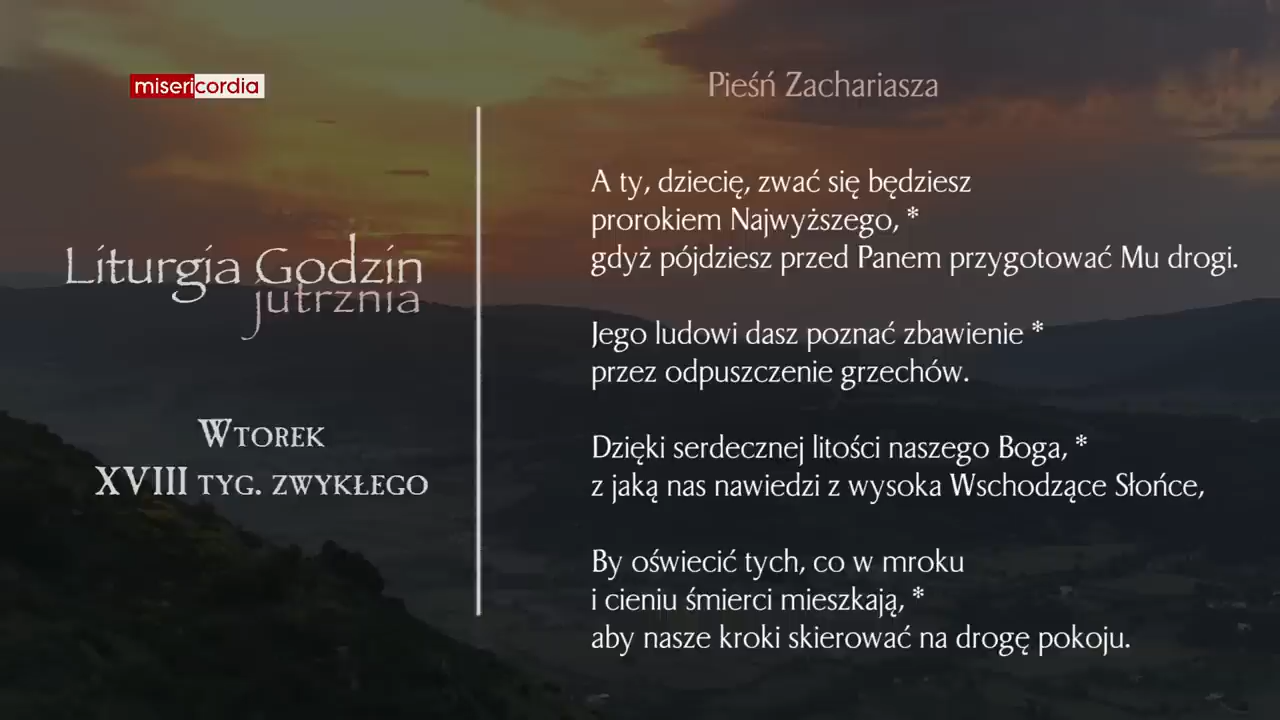 misericordia
Liturgia Godzin
jutrznia
Wtorek
XVIII tyg. zwykłego
Pieśń Zachariasza
A ty, dziecię, zwać się będziesz
prorokiem Najwyższego, *
gdyż pójdziesz przed Panem przygotować Mu drogi.
Jego ludowi dasz poznać zbawienie *
przez odpuszczenie grzechów.
Dzięki serdecznej litości naszego Boga, *
z jaką nas nawiedzi z wysoka Wschodzące Słońce,
By oświecić tych, co w mroku
i cieniu śmierci mieszkają, *
aby nasze kroki skierować na drogę pokoju.